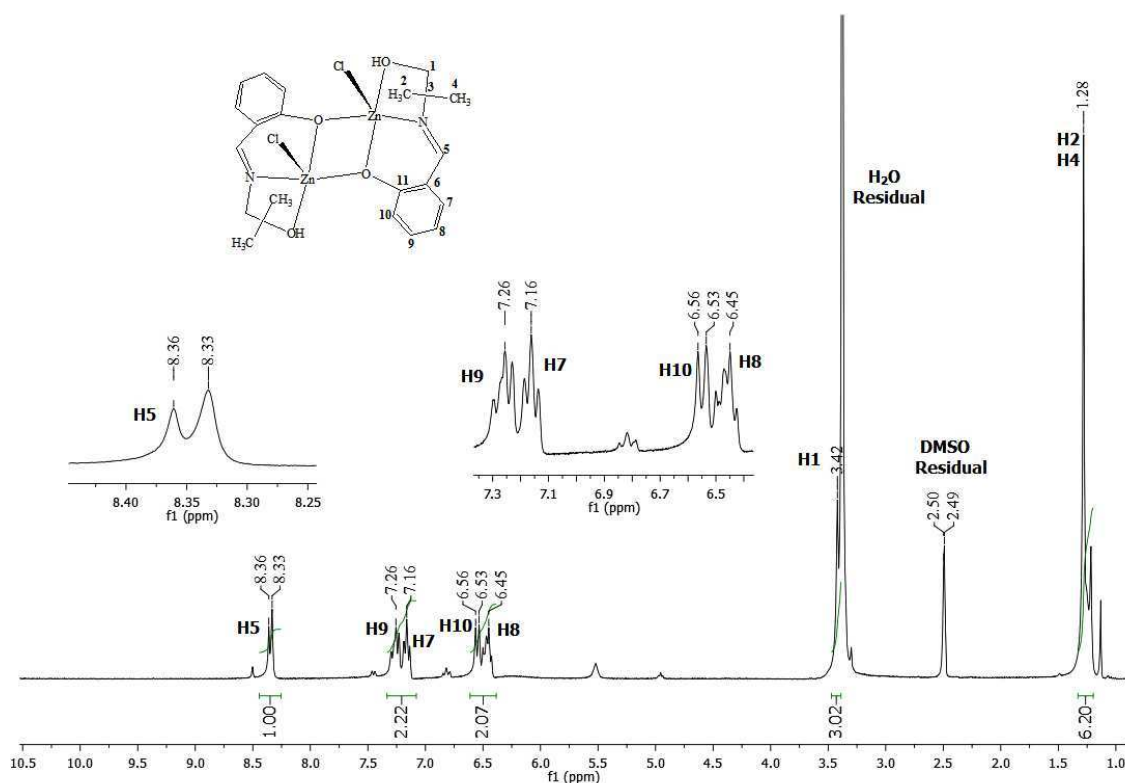 HO
1
Cl
2
4
H3C
CH3
3
Zn
O
N
Cl
5
6
N
Zn
O
11
7
CH3
10
8
9
H3C
OH
1.28
H2
H4
H₂O
Residual
7.26
7.16
6.56
6.53
6.45
8.36
8.33
H5
H9
H7
H10
H8
H1
3.42
DMSO
Residual
2.50
2.49
8.40 8.35 8.30 8.25
f1 (ppm)
7.3 7.1 6.9 6.7 6.5
f1 (ppm)
8.36
8.33
7.26
7.16
6.56
6.53
6.45
H5
H9
H7
H10
H8
1.00
2.22
2.07
3.02
6.20
10.5 10.0 9.5 9.0 8.5 8.0 7.5 7.0 6.5 6.0 5.5 5.0 4.5 4.0 3.5 3.0 2.5 2.0 1.5 1.0
f1 (ppm)